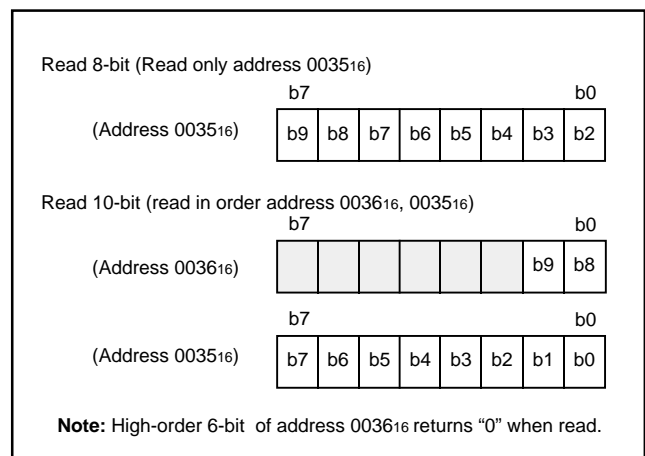 Read 8-bit (Read only address 003516)
b7 b0
(Address 003516) b9 b8 b7 b6 b5 b4 b3 b2
Read 10-bit (read in order address 003616, 003516)
b7 b0
(Address 003616) b9 b8
b7 b0
(Address 003516) b7 b6 b5 b4 b3 b2 b1 b0
Note: High-order 6-bit of address 003616 returns “0” when read.